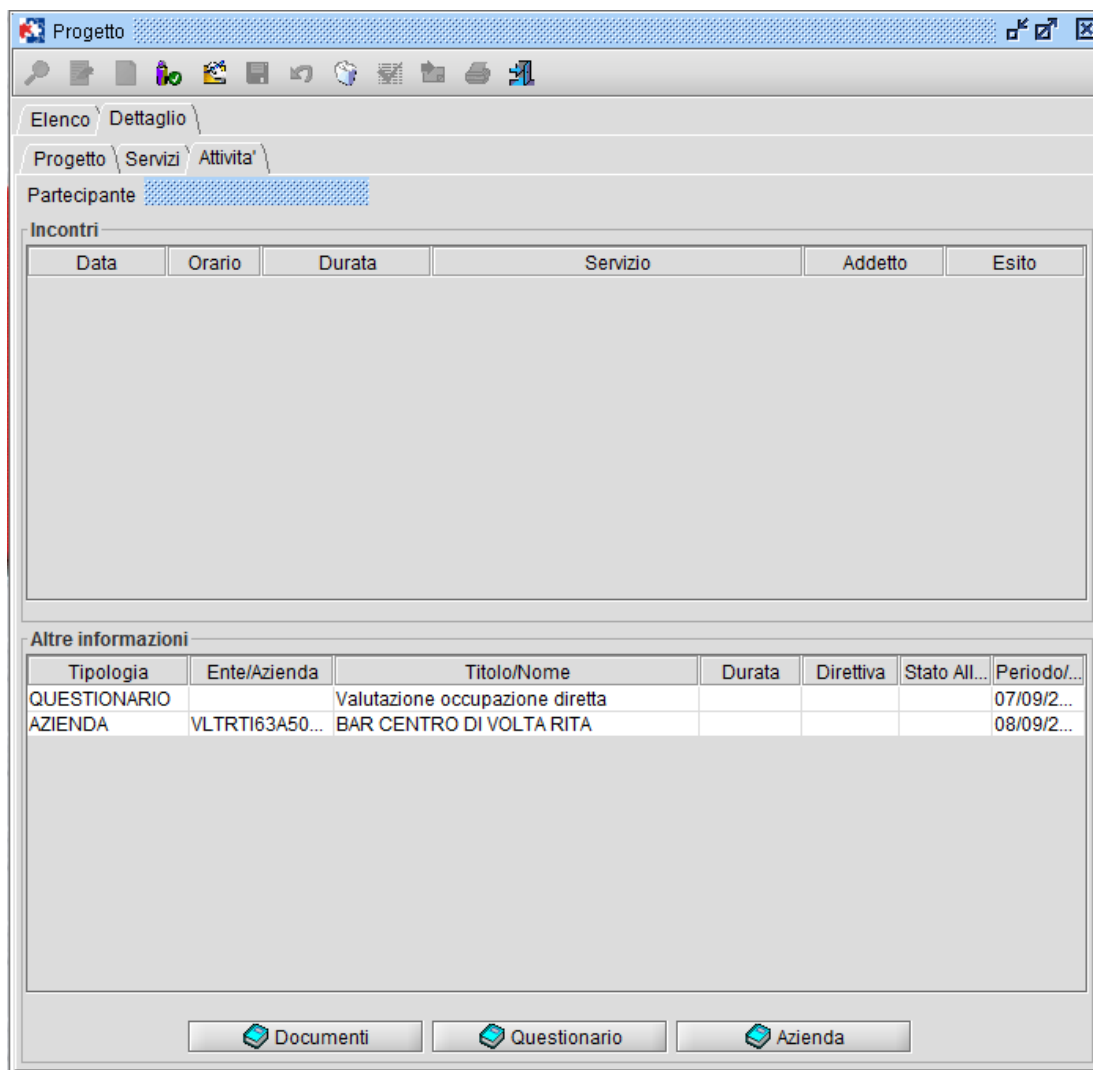 Progetto
Elenco Dettaglio
Progetto Servizi Attivita'
Partecipante
Incontri
Data Orario Durata Servizio Addetto Esito
Altre informazioni
Tipologia Ente/Azienda Titolo/Nome Durata Direttiva Stato All... Periodo/...
QUESTIONARIO Valutazione occupazione diretta 07/09/2...
AZIENDA VLTRTI63A50... BAR CENTRO DI VOLTA RITA 08/09/2...
Documenti Questionario Azienda